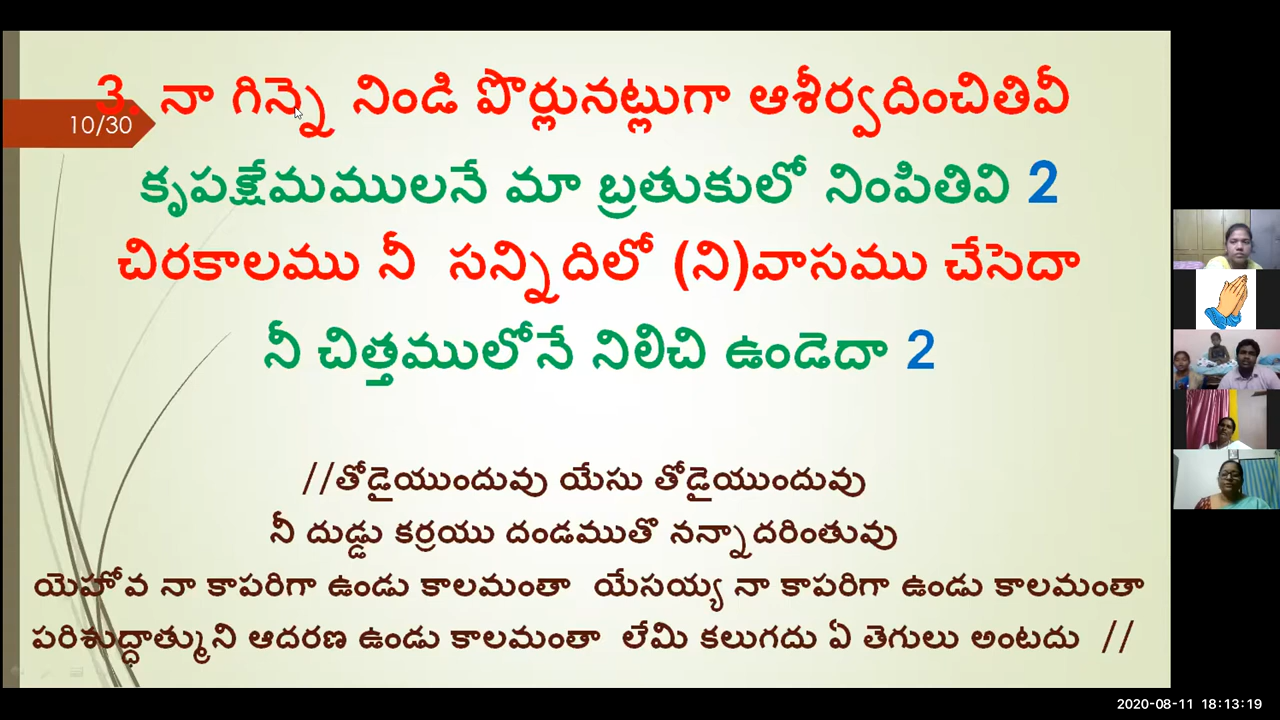 3. నా గిన్నె నిండి పొర్లునట్లుగా ఆశీర్వదించితివీ
10/30
కృపక్షేమములనే మా బ్రతుకులో నింపితివి 2
చిరకాలము నీ సన్నిదిలో (ని)వాసము చేసెదా
నీ చిత్తములోనే నిలిచి ఉండెదా 2
//తోడైయుందువు యేసు తోడైయుందువు
నీ దుడ్డు కర్రయు దండముతొ నన్నాదరింతువు
యెహోవ నా కాపరిగా ఉండు కాలమంతా యేసయ్య నా కాపరిగా ఉండు కాలమంతా
పరిశుద్ధాత్ముని ఆదరణ ఉండు కాలమంతా లేమి కలుగదు ఏ తెగులు అంటదు //
2020-08-11 18:13:19